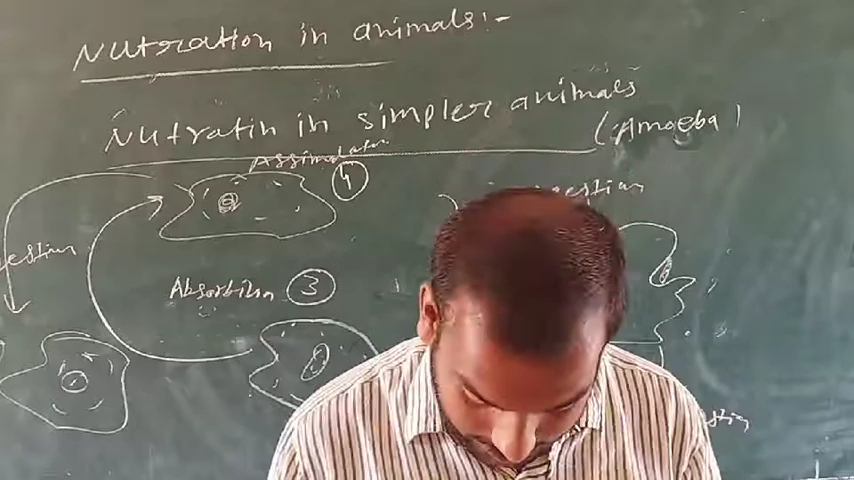 Nutration in animals:-
Nutratin in simpler animals
(Amoeba)
Assimilation
4
Absorbtion 3